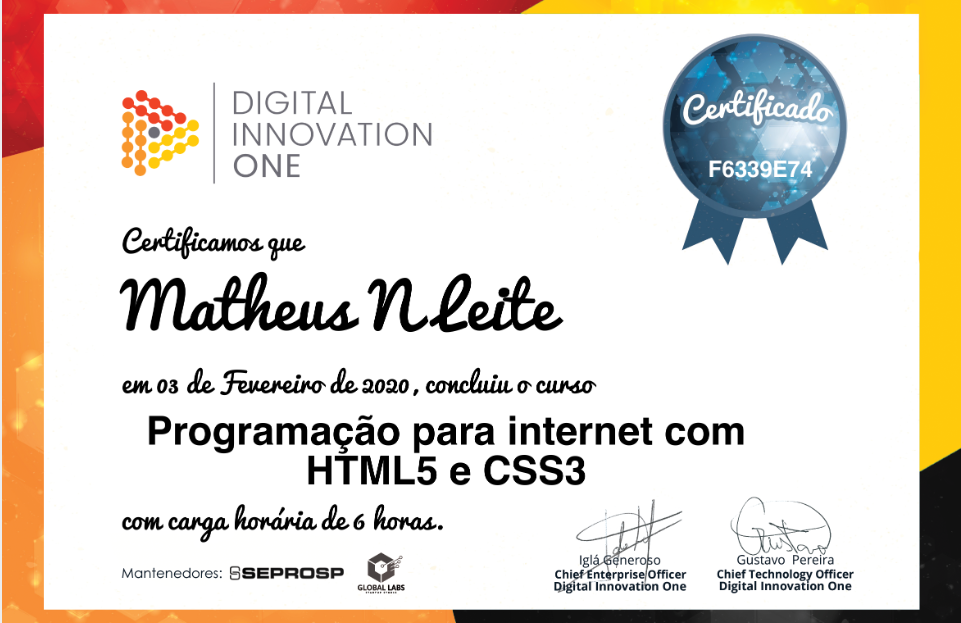 DIGITAL
INNOVATION
ONE
Certificado
F6339E74
Certificamos que
Matheus N Leite
em 03 de Fevereiro de 2020, concluiu o curso
Programação para internet com
HTML5 e CSS3
com carga horária de 6 horas.
Mantenedores: SEPROSP
GLOBAL LABS
Iglá Generoso
Chief Enterprise Officer
Digital Innovation One
Gustavo
Gustavo Pereira
Chief Technology Officer
Digital Innovation One